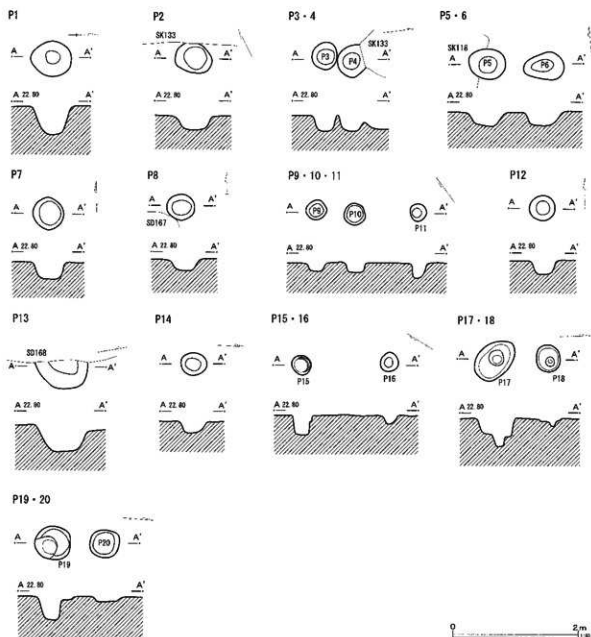 P1
A A'
A 22.80 A'
P2
SK133
A A'
A 22.80 A'
P3・4
SK133
A P3 P4 A'
A 22.80 A'
P5・6
SK118
A P5 P6 A'
A 22.80 A'
P7
A A'
A 22.80 A'
P8
A A'
SD167
A 22.80 A'
P9・10・11
A P9 P10 A'
P11
A 22.80 A'
P12
A A'
A 22.80 A'
P13
SD168
A A'
A 22.80 A'
P14
A A'
A 22.80 A'
P15・16
A A'
P15 P16
A 22.80 A'
P17・18
A A'
P17 P18
A 22.80 A'
P19・20
A P20 A'
P19
A 22.80 A'
0 2m